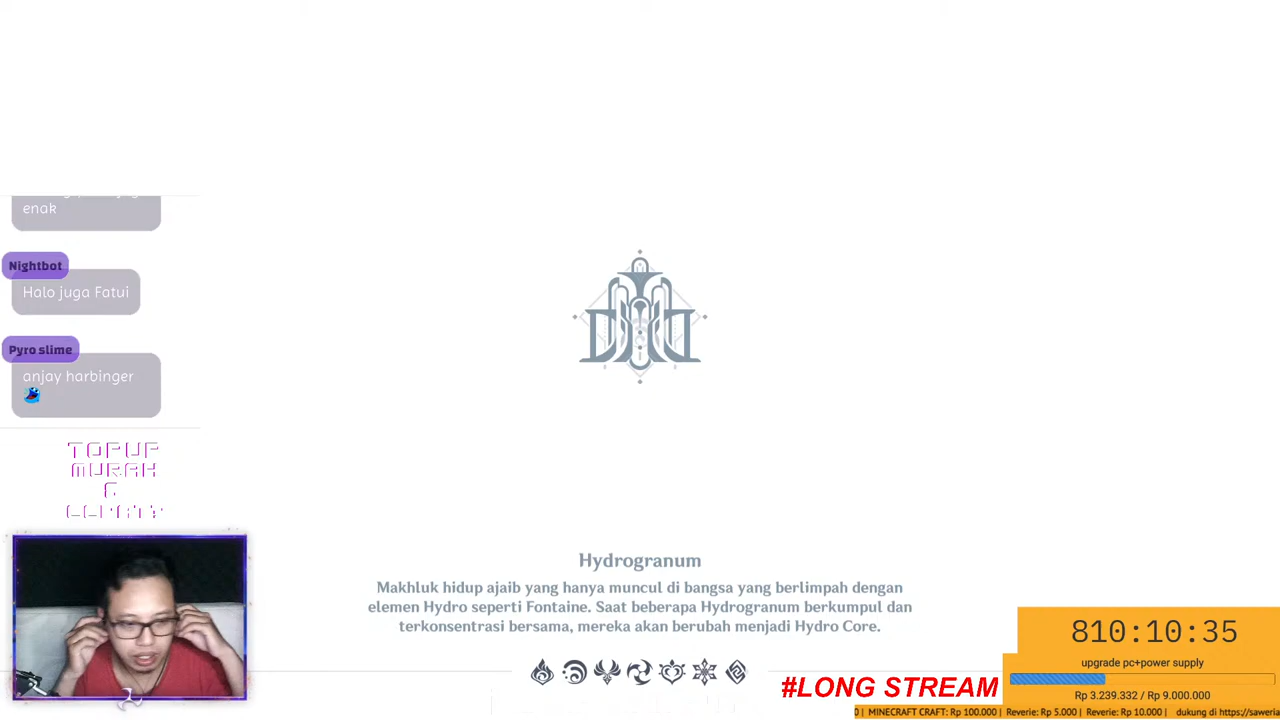 enak
Nightbot
Halo juga Fatui
Pyro slime
anjay harbinger
TOPUP
MURAH
Hydrogranum
Makhluk hidup ajaib yang hanya muncul di bangsa yang berlimpah dengan
elemen Hydro seperti Fontaine. Saat beberapa Hydrogranum berkumpul dan
terkonsentrasi bersama, mereka akan berubah menjadi Hydro Core.
#LONG STREAM
810:10:35
upgrade pc+power supply
Rp 3.239.332 / Rp 9.000.000
0 | MINECRAFT CRAFT: Rp 100.000 | Reverie: Rp 5.000 | Reverie: Rp 10.000 | dukung di https://saweria